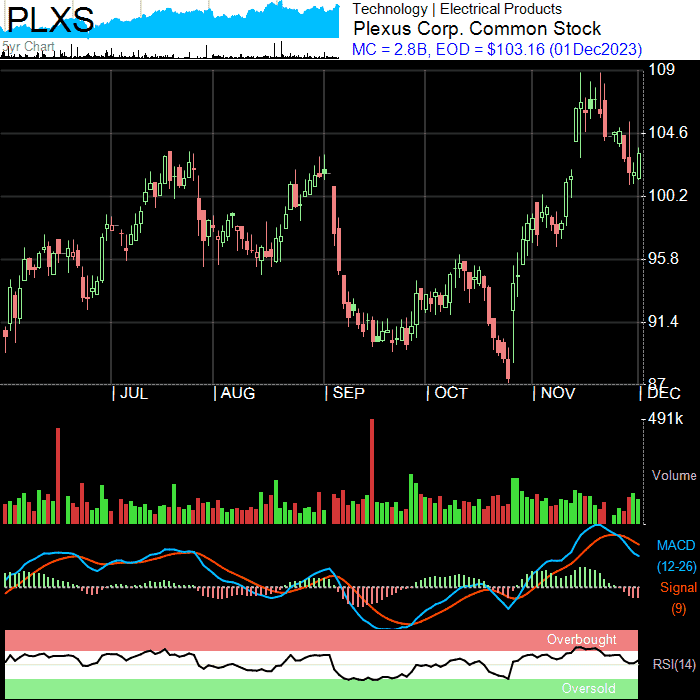 PLXS
5yr Chart
Technology | Electrical Products
Plexus Corp. Common Stock
MC = 2.8B, EOD = $103.16 (01Dec2023)
109
104.6
100.2
95.8
91.4
87
JUL AUG SEP OCT NOV DEC
491k
Volume
MACD
(12-26)
Signal
(9)
Overbought
RSI(14)
Oversold